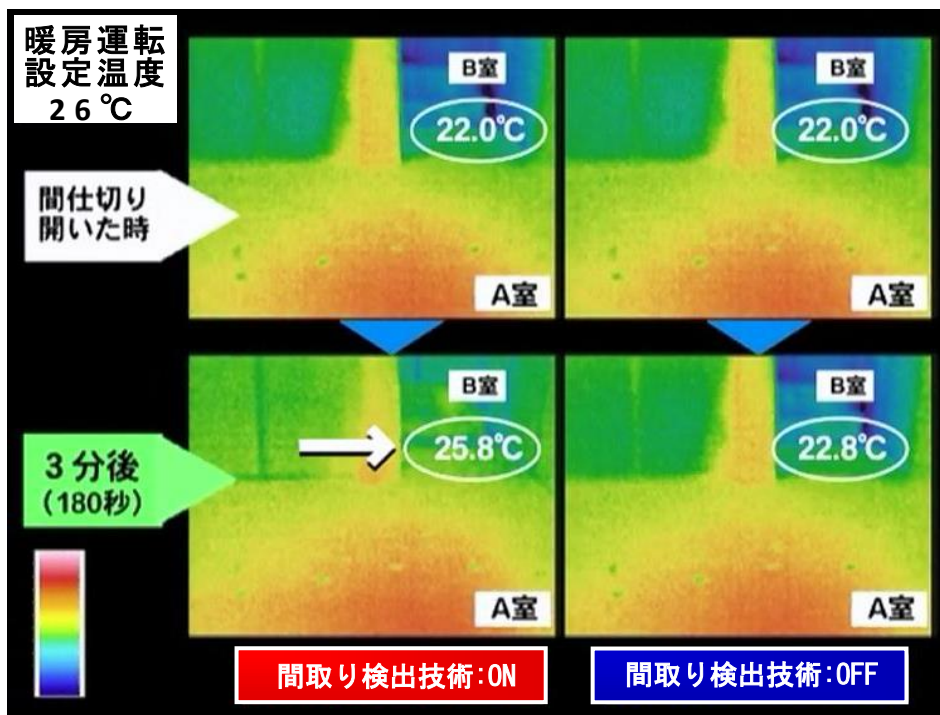 暖房運転
設定温度
26℃
B室
22.0℃
B室
22.0℃
間仕切り
開いた時
A室
A室
B室
25.8℃
B室
22.8℃
3分後
(180秒)
A室
A室
間取り検出技術:ON
間取り検出技術:OFF